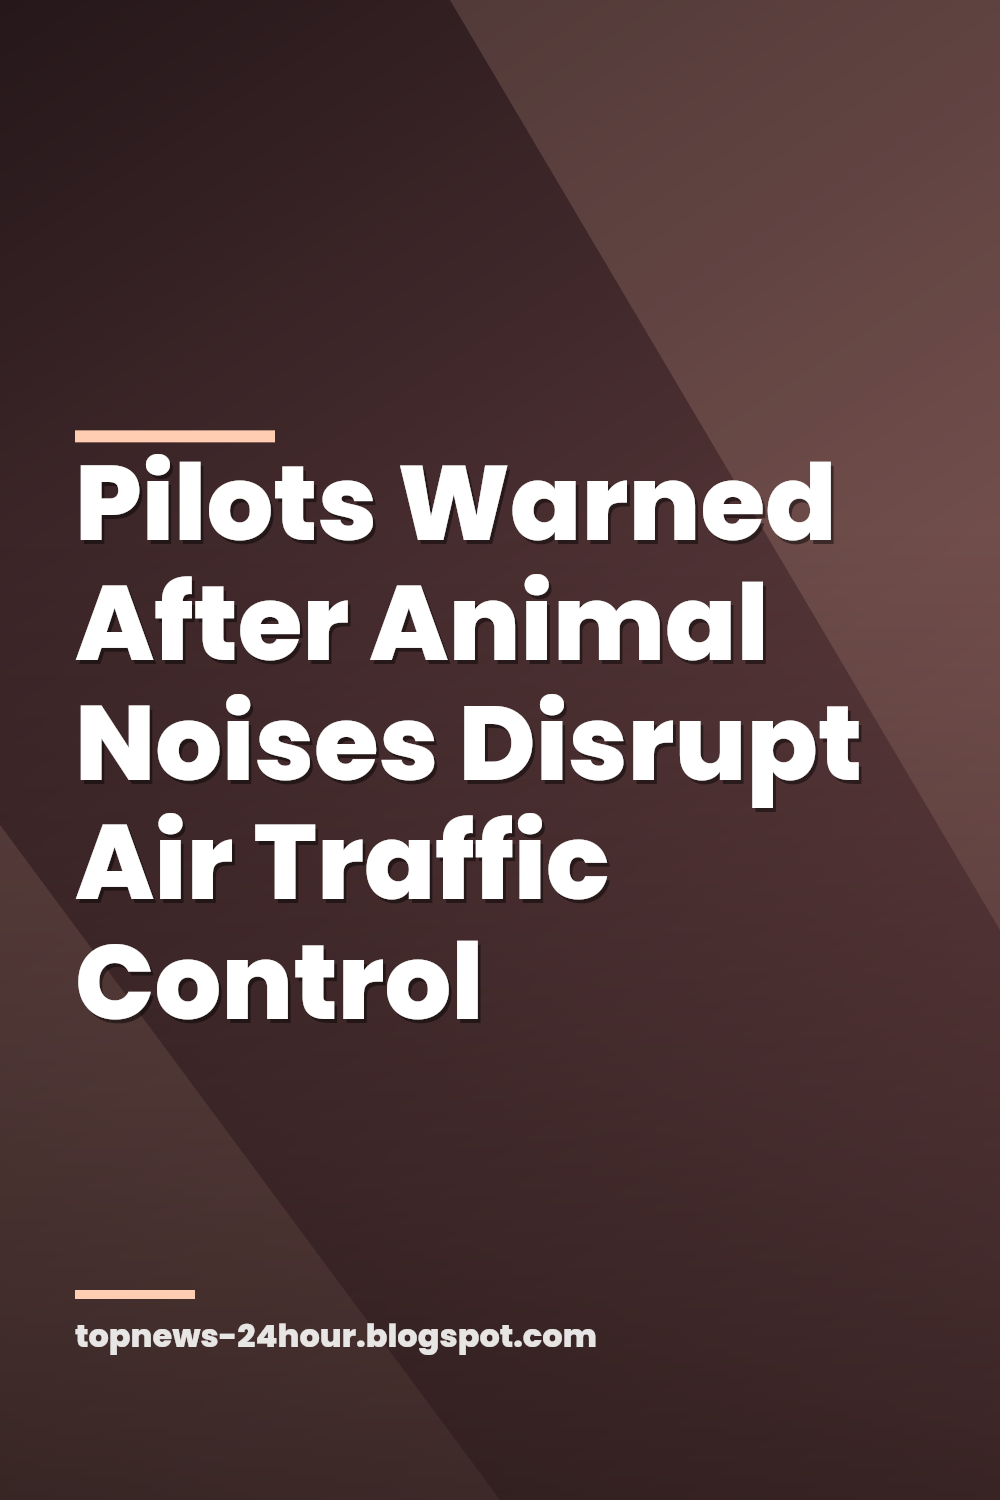 Pilots Warned
After Animal
Noises Disrupt
Air Traffic
Control
topnews-24hour.blogspot.com